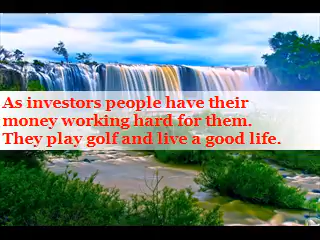 As investors people have their
money working hard for them.
They play golf and live a good life.